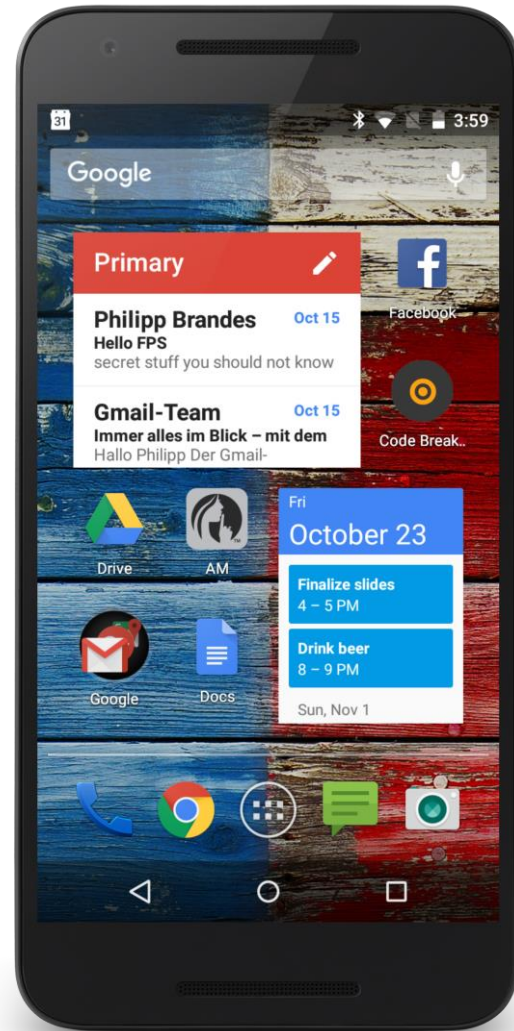 31
3:59
Google
Primary
Philipp Brandes
Oct 15
Hello FPS
secret stuff you should not know
Gmail-Team
Oct 15
Immer alles im Blick – mit dem
Hallo Philipp Der Gmail-
Facebook
Code Break..
Drive
AM
Fri
October 23
Finalize slides
4 – 5 PM
Drink beer
8 – 9 PM
Sun, Nov 1
Google
Docs